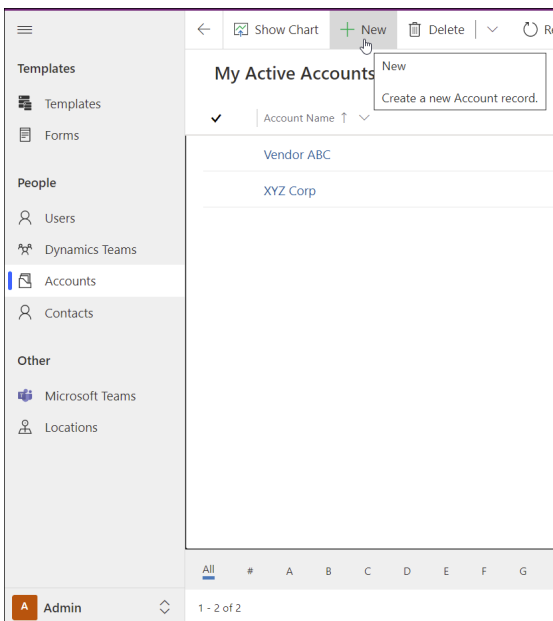 Show Chart
New
Delete
Templates
My Active Accounts
New
Create a new Account record.
Templates
Forms
Account Name
Vendor ABC
XYZ Corp
People
Users
Dynamics Teams
Accounts
Contacts
Other
Microsoft Teams
Locations
All # A B C D E F G
A Admin
1 - 2 of 2